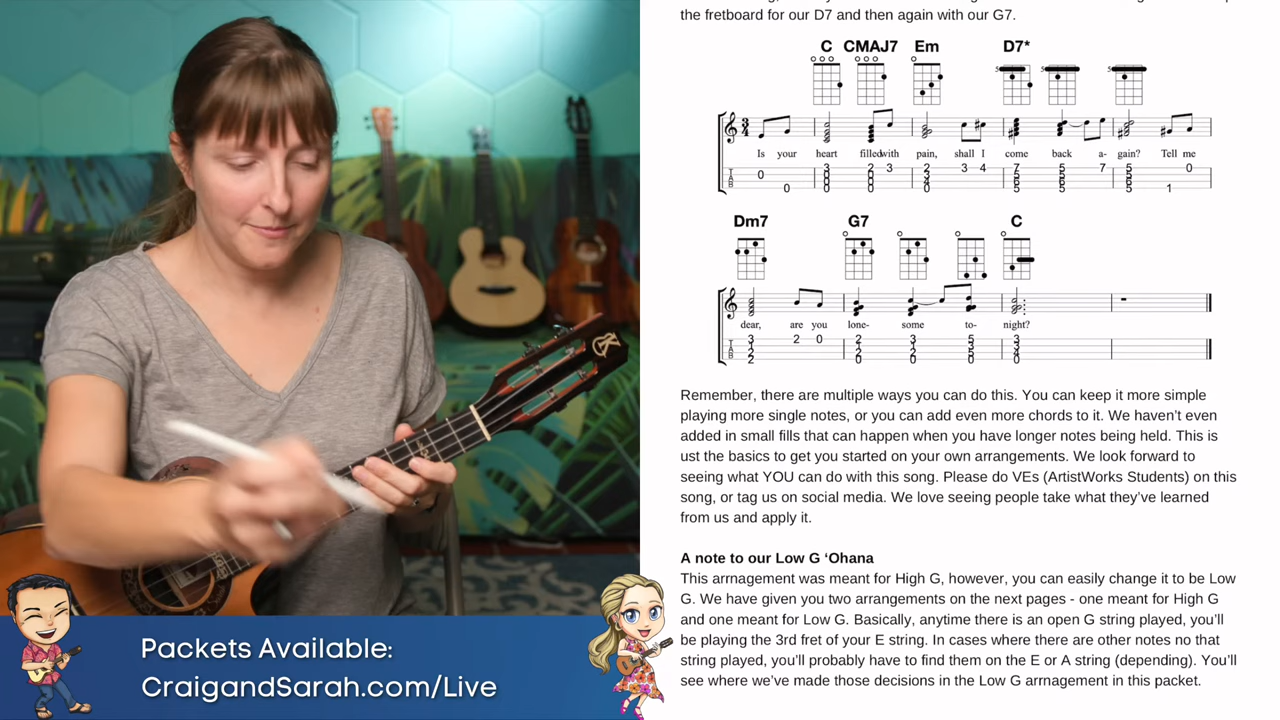 the fretboard for our D7 and then again with our G7.
C CMAJ7 Em D7*
Is your heart filledwith pain, shall I come back a- gain? Tell me
Dm7 G7 C
dear, are you lone- some to- night?
Remember, there are multiple ways you can do this. You can keep it more simple
playing more single notes, or you can add even more chords to it. We haven't even
added in small fills that can happen when you have longer notes being held. This is
ust the basics to get you started on your own arrangements. We look forward to
seeing what YOU can do with this song. Please do VEs (ArtistWorks Students) on this
song, or tag us on social media. We love seeing people take what they've learned
from us and apply it.
A note to our Low G ‘Ohana
This arrnagement was meant for High G, however, you can easily change it to be Low
G. We have given you two arrangements on the next pages - one meant for High G
and one meant for Low G. Basically, anytime there is an open G string played, you'll
be playing the 3rd fret of your E string. In cases where there are other notes no that
string played, you'll probably have to find them on the E or A string (depending). You'll
see where we've made those decisions in the Low G arrnagement in this packet.
Packets Available:
CraigandSarah.com/Live